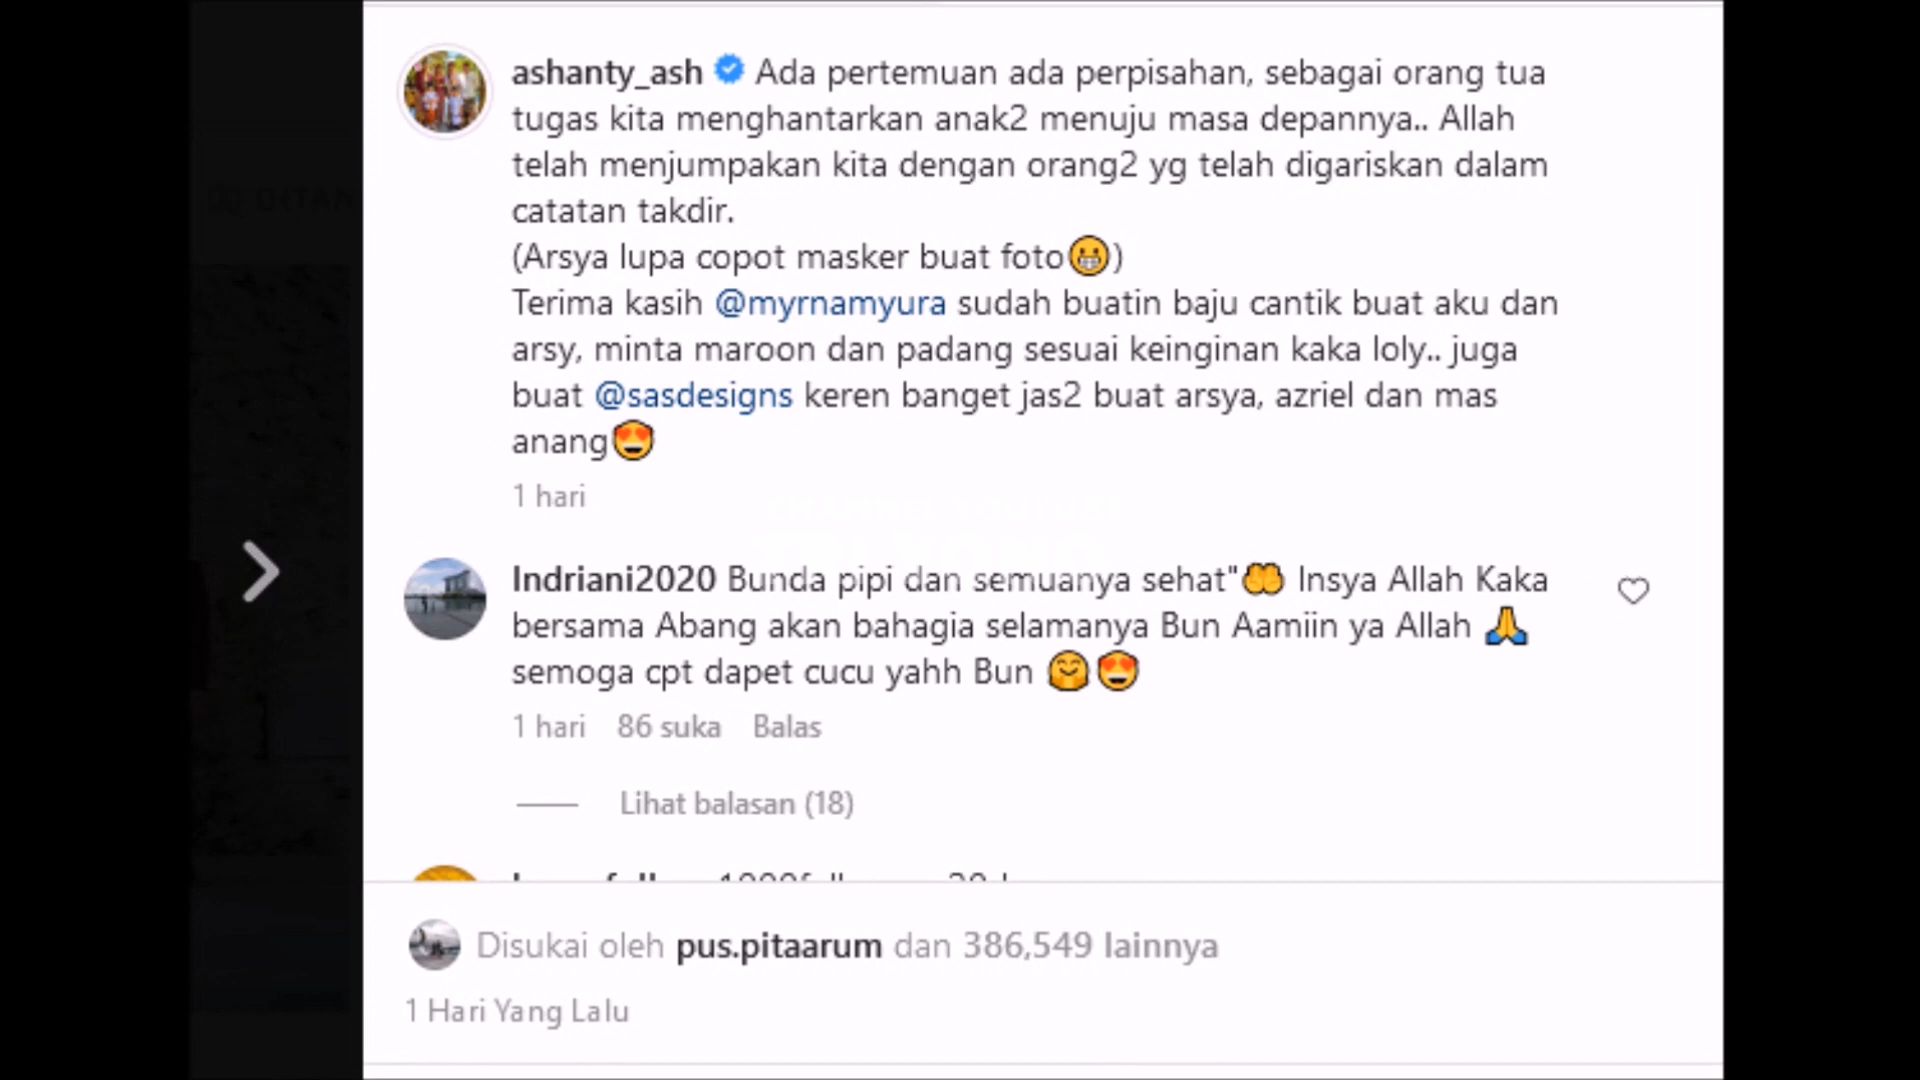 ashanty_ash Ada pertemuan ada perpisahan, sebagai orang tua
tugas kita menghantarkan anak2 menuju masa depannya.. Allah
telah menjumpakan kita dengan orang2 yg telah digariskan dalam
catatan takdir.
(Arsya lupa copot masker buat foto😬)
Terima kasih @myrnamyura sudah buatin baju cantik buat aku dan
arsy, minta maroon dan padang sesuai keinginan kaka loly.. juga
buat @sasdesigns keren banget jas2 buat arsya, azriel dan mas
anang😍
1 hari
Indriani2020 Bunda pipi dan semuanya sehat"🤲 Insya Allah Kaka
bersama Abang akan bahagia selamanya Bun Aamiin ya Allah 🙏
semoga cpt dapet cucu yahh Bun 🤗😍
1 hari 86 suka Balas
Lihat balasan (18)
Disukai oleh pus.pitaarum dan 386,549 lainnya
1 Hari Yang Lalu